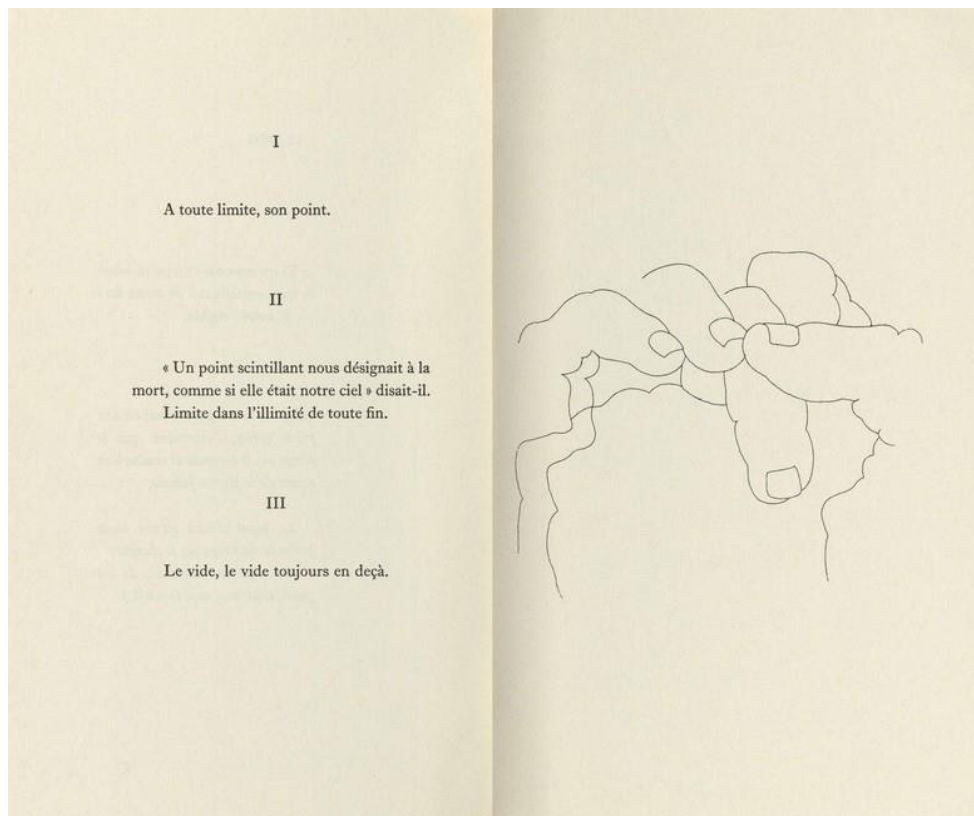 I
A toute limite, son point.
II
« Un point scintillant nous désignait à la
mort, comme si elle était notre ciel » disait-il.
Limite dans l’illimité de toute fin.
III
Le vide, le vide toujours en deçà.